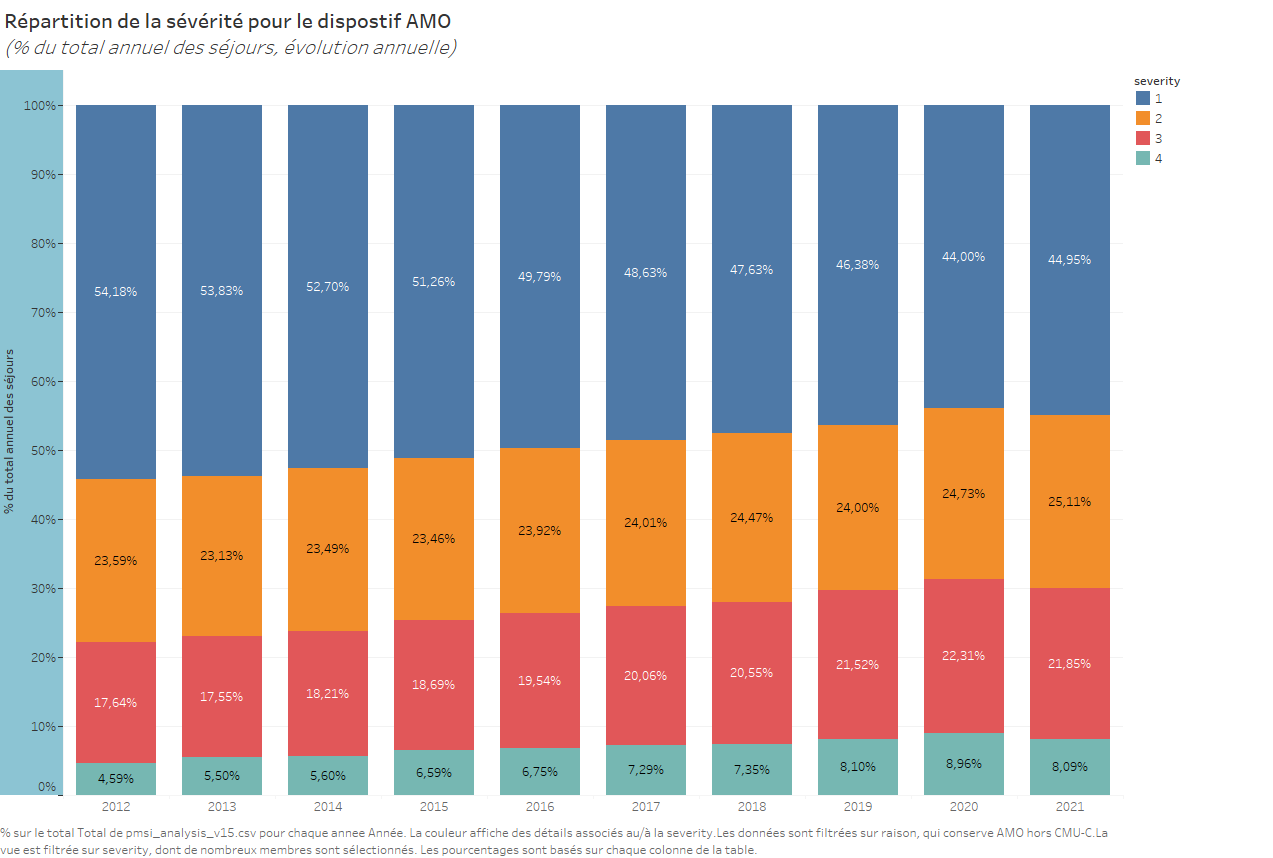 Répartition de la sévérité pour le dispostif AMO
(% du total annuel des séjours, évolution annuelle)
severity
1
2
3
4
% du total annuel des séjours
100%
90%
80%
70%
60%
50%
40%
30%
20%
10%
0%
54,18% 53,83% 52,70% 51,26% 49,79% 48,63% 47,63% 46,38% 44,00% 44,95%
23,59% 23,13% 23,49% 23,46% 23,92% 24,01% 24,47% 24,00% 24,73% 25,11%
17,64% 17,55% 18,21% 18,69% 19,54% 20,06% 20,55% 21,52% 22,31% 21,85%
4,59% 5,50% 5,60% 6,59% 6,75% 7,29% 7,35% 8,10% 8,96% 8,09%
2012 2013 2014 2015 2016 2017 2018 2019 2020 2021
% sur le total Total de pmsi_analysis_v15.csv pour chaque annee Année. La couleur affiche des détails associés au/à la severity.Les données sont filtrées sur raison, qui conserve AMO hors CMU-C.La
vue est filtrée sur severity, dont de nombreux membres sont sélectionnés. Les pourcentages sont basés sur chaque colonne de la table.